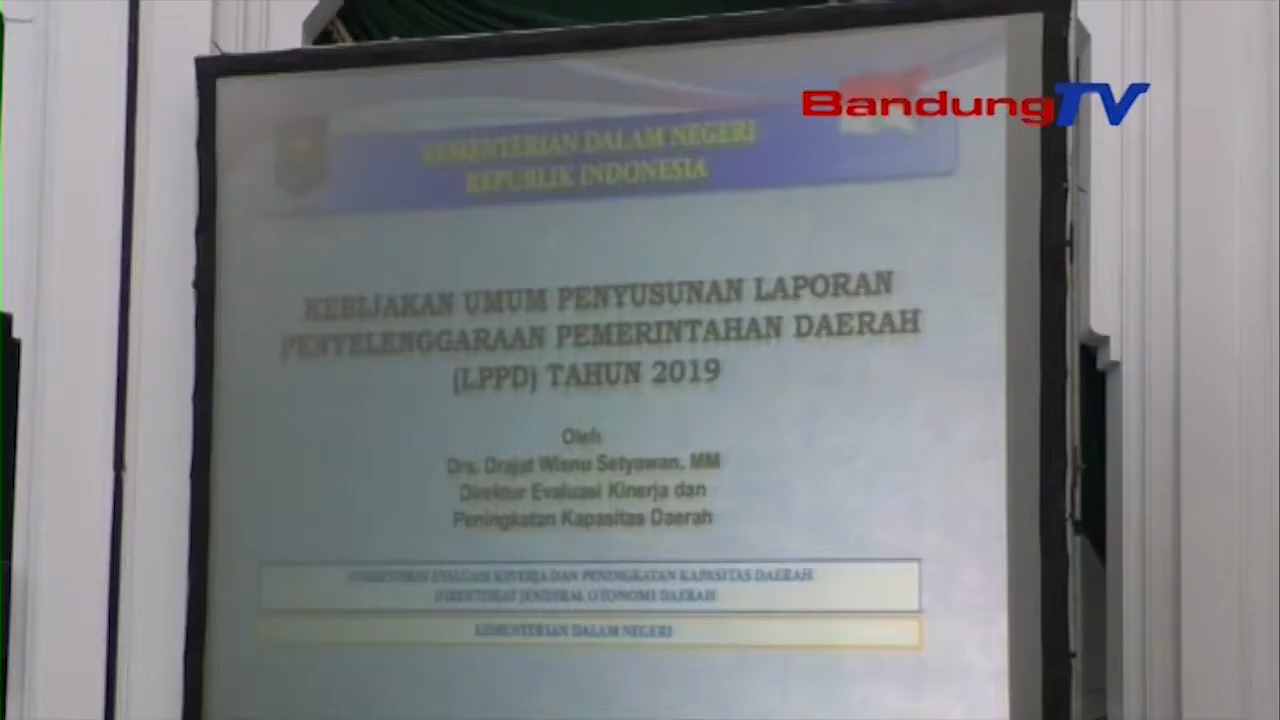 BandungTV
KEMENTERIAN DALAM NEGERI
REPUBLIK INDONESIA
KEBIJAKAN UMUM PENYUSUNAN LAPORAN
PENYELENGGARAAN PEMERINTAHAN DAERAH
(LPPD) TAHUN 2019
Oleh
Drs. Drajat Wisnu Setyawan, MM
Direktur Evaluasi Kinerja dan
Peningkatan Kapasitas Daerah
DIREKTORAT EVALUASI KINERJA DAN PENINGKATAN KAPASITAS DAERAH
DIREKTORAT JENDERAL OTONOMI DAERAH
KEMENTERIAN DALAM NEGERI